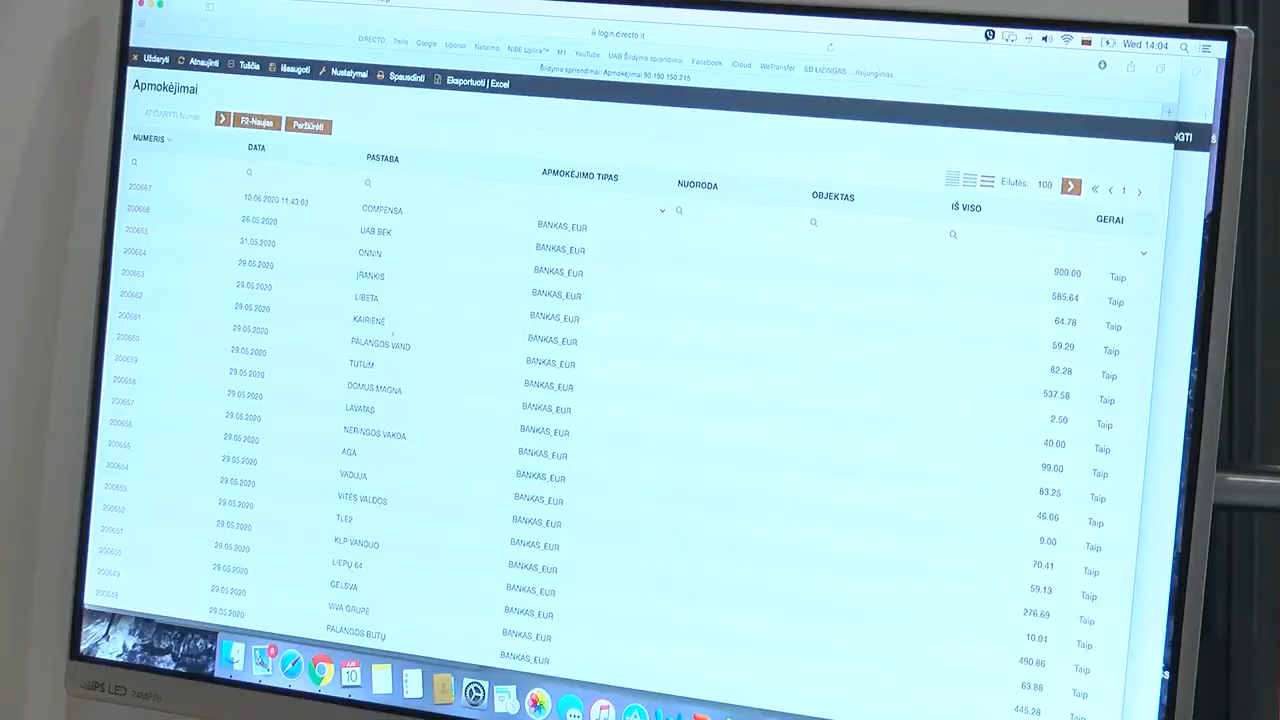 login.directo.lt
Wed 14:04
DIRECTO Trello Google Uponor Netatmo NIBE Uplink™ M1 YouTube UAB Šildymo sprendimai Facebook iCloud WeTransfer SB LIZINGAS ...risijungimas
Šildymo sprendimai: Apmokėjimai 90.190.150.215
Uždaryti Atnaujinti Tuščia Išsaugoti Nustatymai Spausdinti Eksportuoti į Excel
NGTI
Apmokėjimai
ATIDARYTI Numer F2-Naujas Peržiūrėti
Eilutės: 100 1
NUMERIS DATA PASTABA APMOKĖJIMO TIPAS NUORODA OBJEKTAS IŠ VISO GERAI
200667 10.06.2020 11:43:03 COMPENSA BANKAS_EUR 900.00 Taip
200666 26.05.2020 UAB BEK BANKAS_EUR 585.64 Taip
200665 31.05.2020 ONNIN BANKAS_EUR 64.78 Taip
200664 29.05.2020 ĮRANKIS BANKAS_EUR 59.29 Taip
200663 29.05.2020 LIBETA BANKAS_EUR 82.28 Taip
200662 29.05.2020 KAIRIENĖ BANKAS_EUR 537.58 Taip
200661 29.05.2020 PALANGOS VAND BANKAS_EUR 2.50 Taip
200660 29.05.2020 TUTUM BANKAS_EUR 40.00 Taip
200659 29.05.2020 DOMUS MAGNA BANKAS_EUR 99.00 Taip
200658 29.05.2020 LAVATAS BANKAS_EUR 83.25 Taip
200657 29.05.2020 NERINGOS VAKDA BANKAS_EUR 46.06 Taip
200656 29.05.2020 AGA BANKAS_EUR 9.00 Taip
200655 29.05.2020 VADUJA BANKAS_EUR 70.41 Taip
200654 29.05.2020 VITĖS VALDOS BANKAS_EUR 59.13 Taip
200653 29.05.2020 TLE2 BANKAS_EUR 276.69 Taip
200652 29.05.2020 KLP VANDUO BANKAS_EUR 10.04 Taip
200651 29.05.2020 LIEPŲ 64 BANKAS_EUR 490.86 Taip
200650 29.05.2020 GELSVA BANKAS_EUR 63.88 Taip
200649 29.05.2020 VIVA GRUPĖ BANKAS_EUR 445.28 Taip
200648 29.05.2020 PALANGOS BUTŲ BANKAS_EUR
8
JUN
10
IPS LED 24MP76